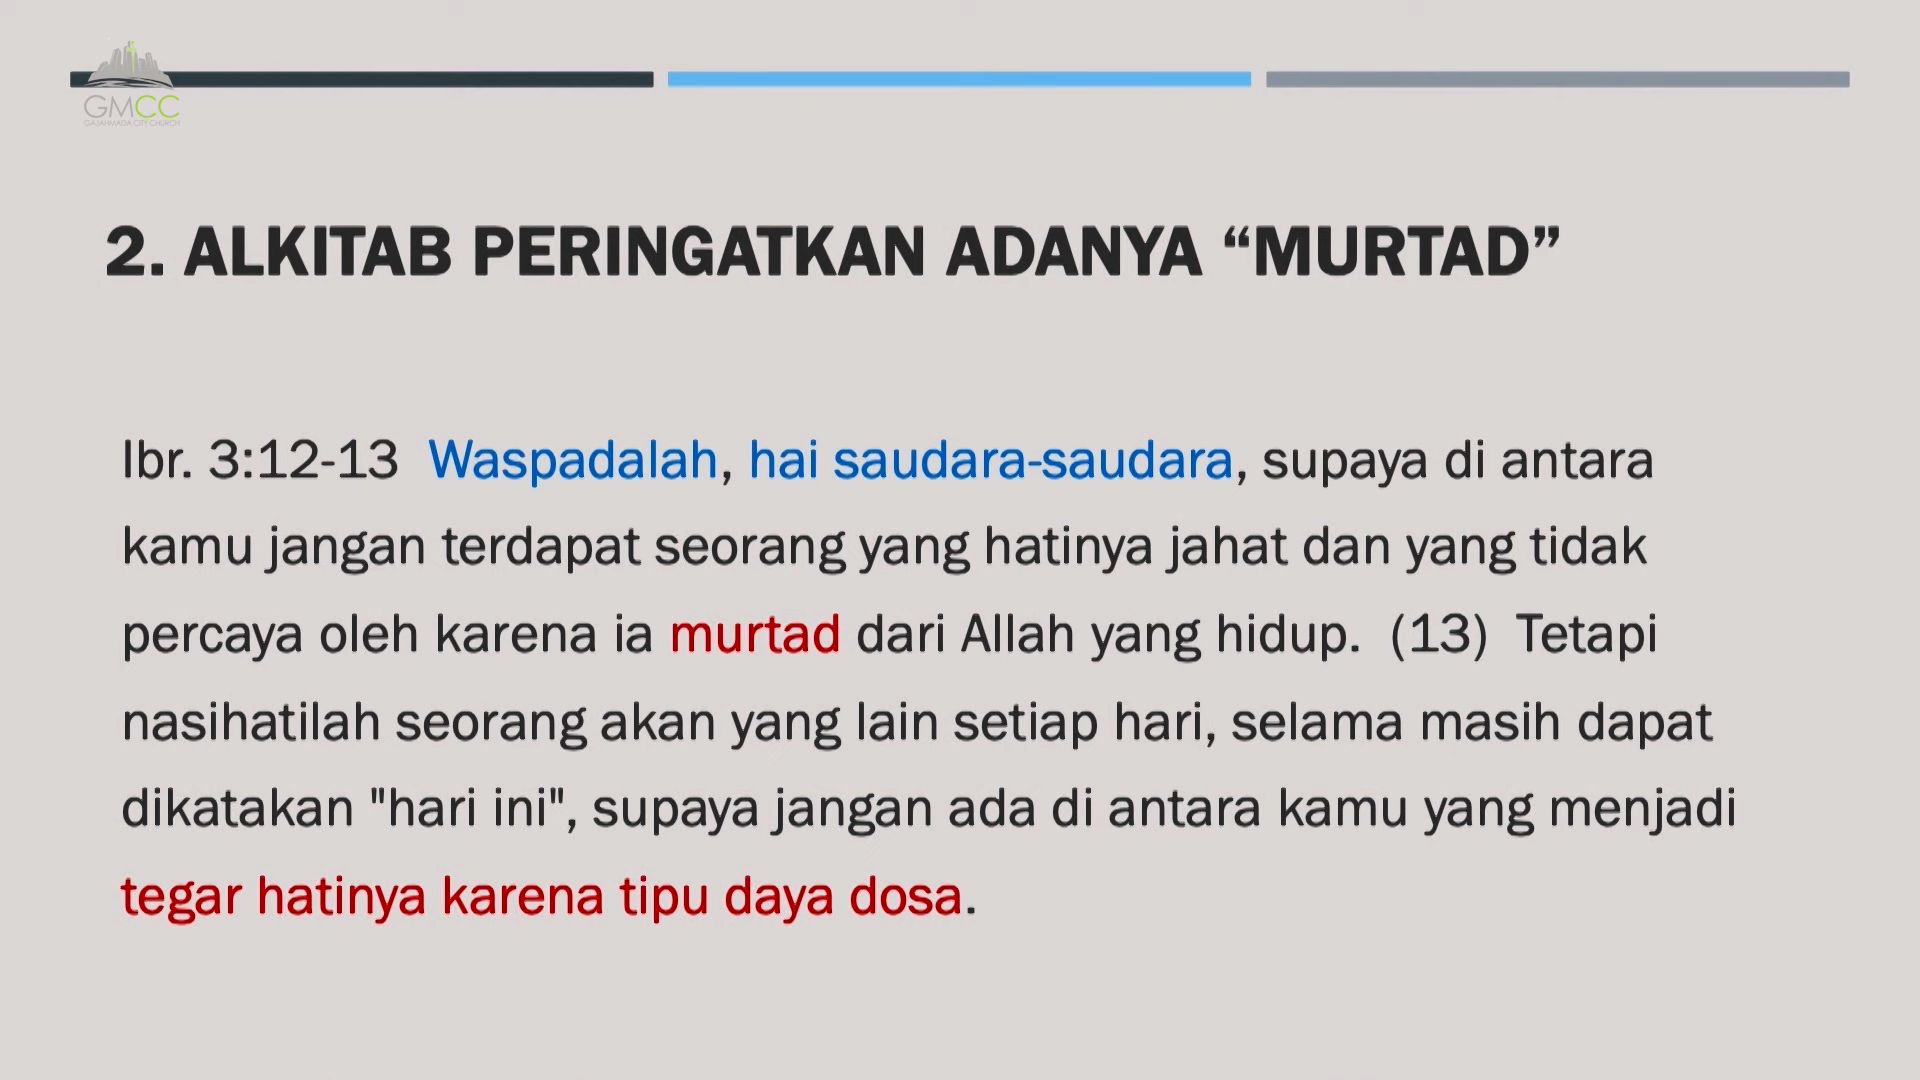 GMCC
GAJAHMADA CITY CHURCH
2. ALKITAB PERINGATKAN ADANYA “MURTAD”
Ibr. 3:12-13  Waspadalah, hai saudara-saudara, supaya di antara
kamu jangan terdapat seorang yang hatinya jahat dan yang tidak
percaya oleh karena ia murtad dari Allah yang hidup.  (13)  Tetapi
nasihatilah seorang akan yang lain setiap hari, selama masih dapat
dikatakan "hari ini", supaya jangan ada di antara kamu yang menjadi
tegar hatinya karena tipu daya dosa.